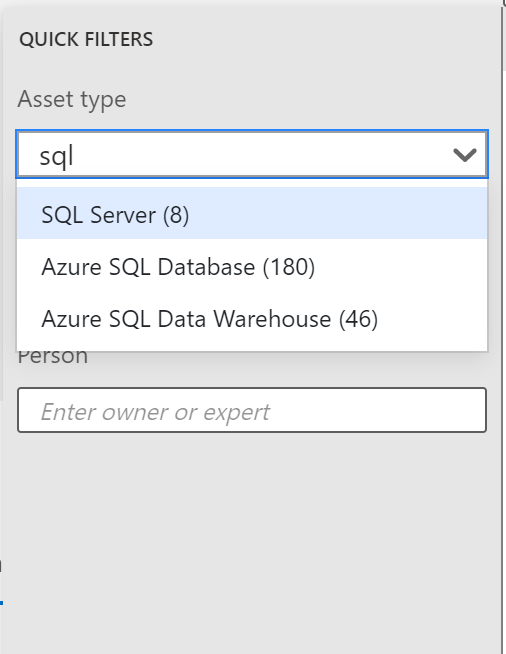 QUICK FILTERS
Asset type
sql
SQL Server (8)
Azure SQL Database (180)
Azure SQL Data Warehouse (46)
Person
Enter owner or expert